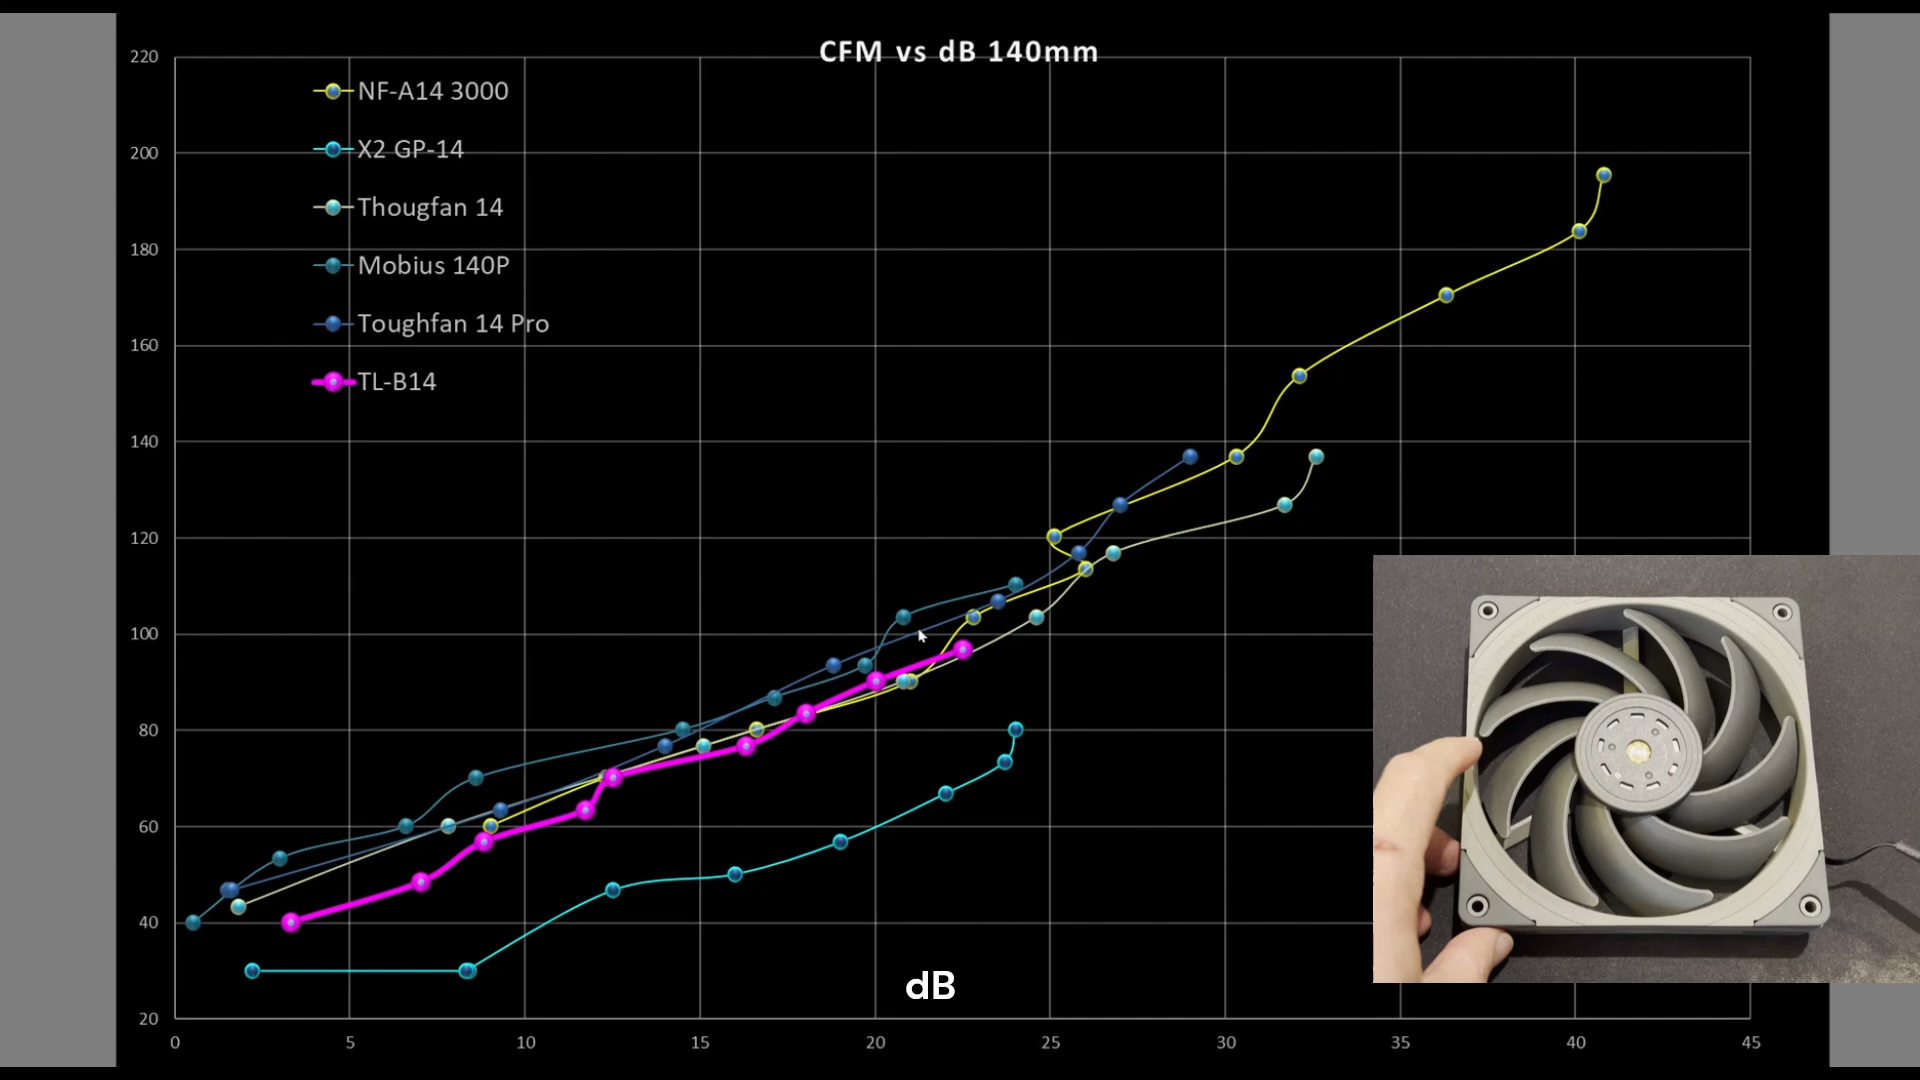 CFM vs dB 140mm
220
200
180
160
140
120
100
80
60
40
20
NF-A14 3000
X2 GP-14
Thougfan 14
Mobius 140P
Toughfan 14 Pro
TL-B14
dB
0 5 10 15 20 25 30 35 40 45